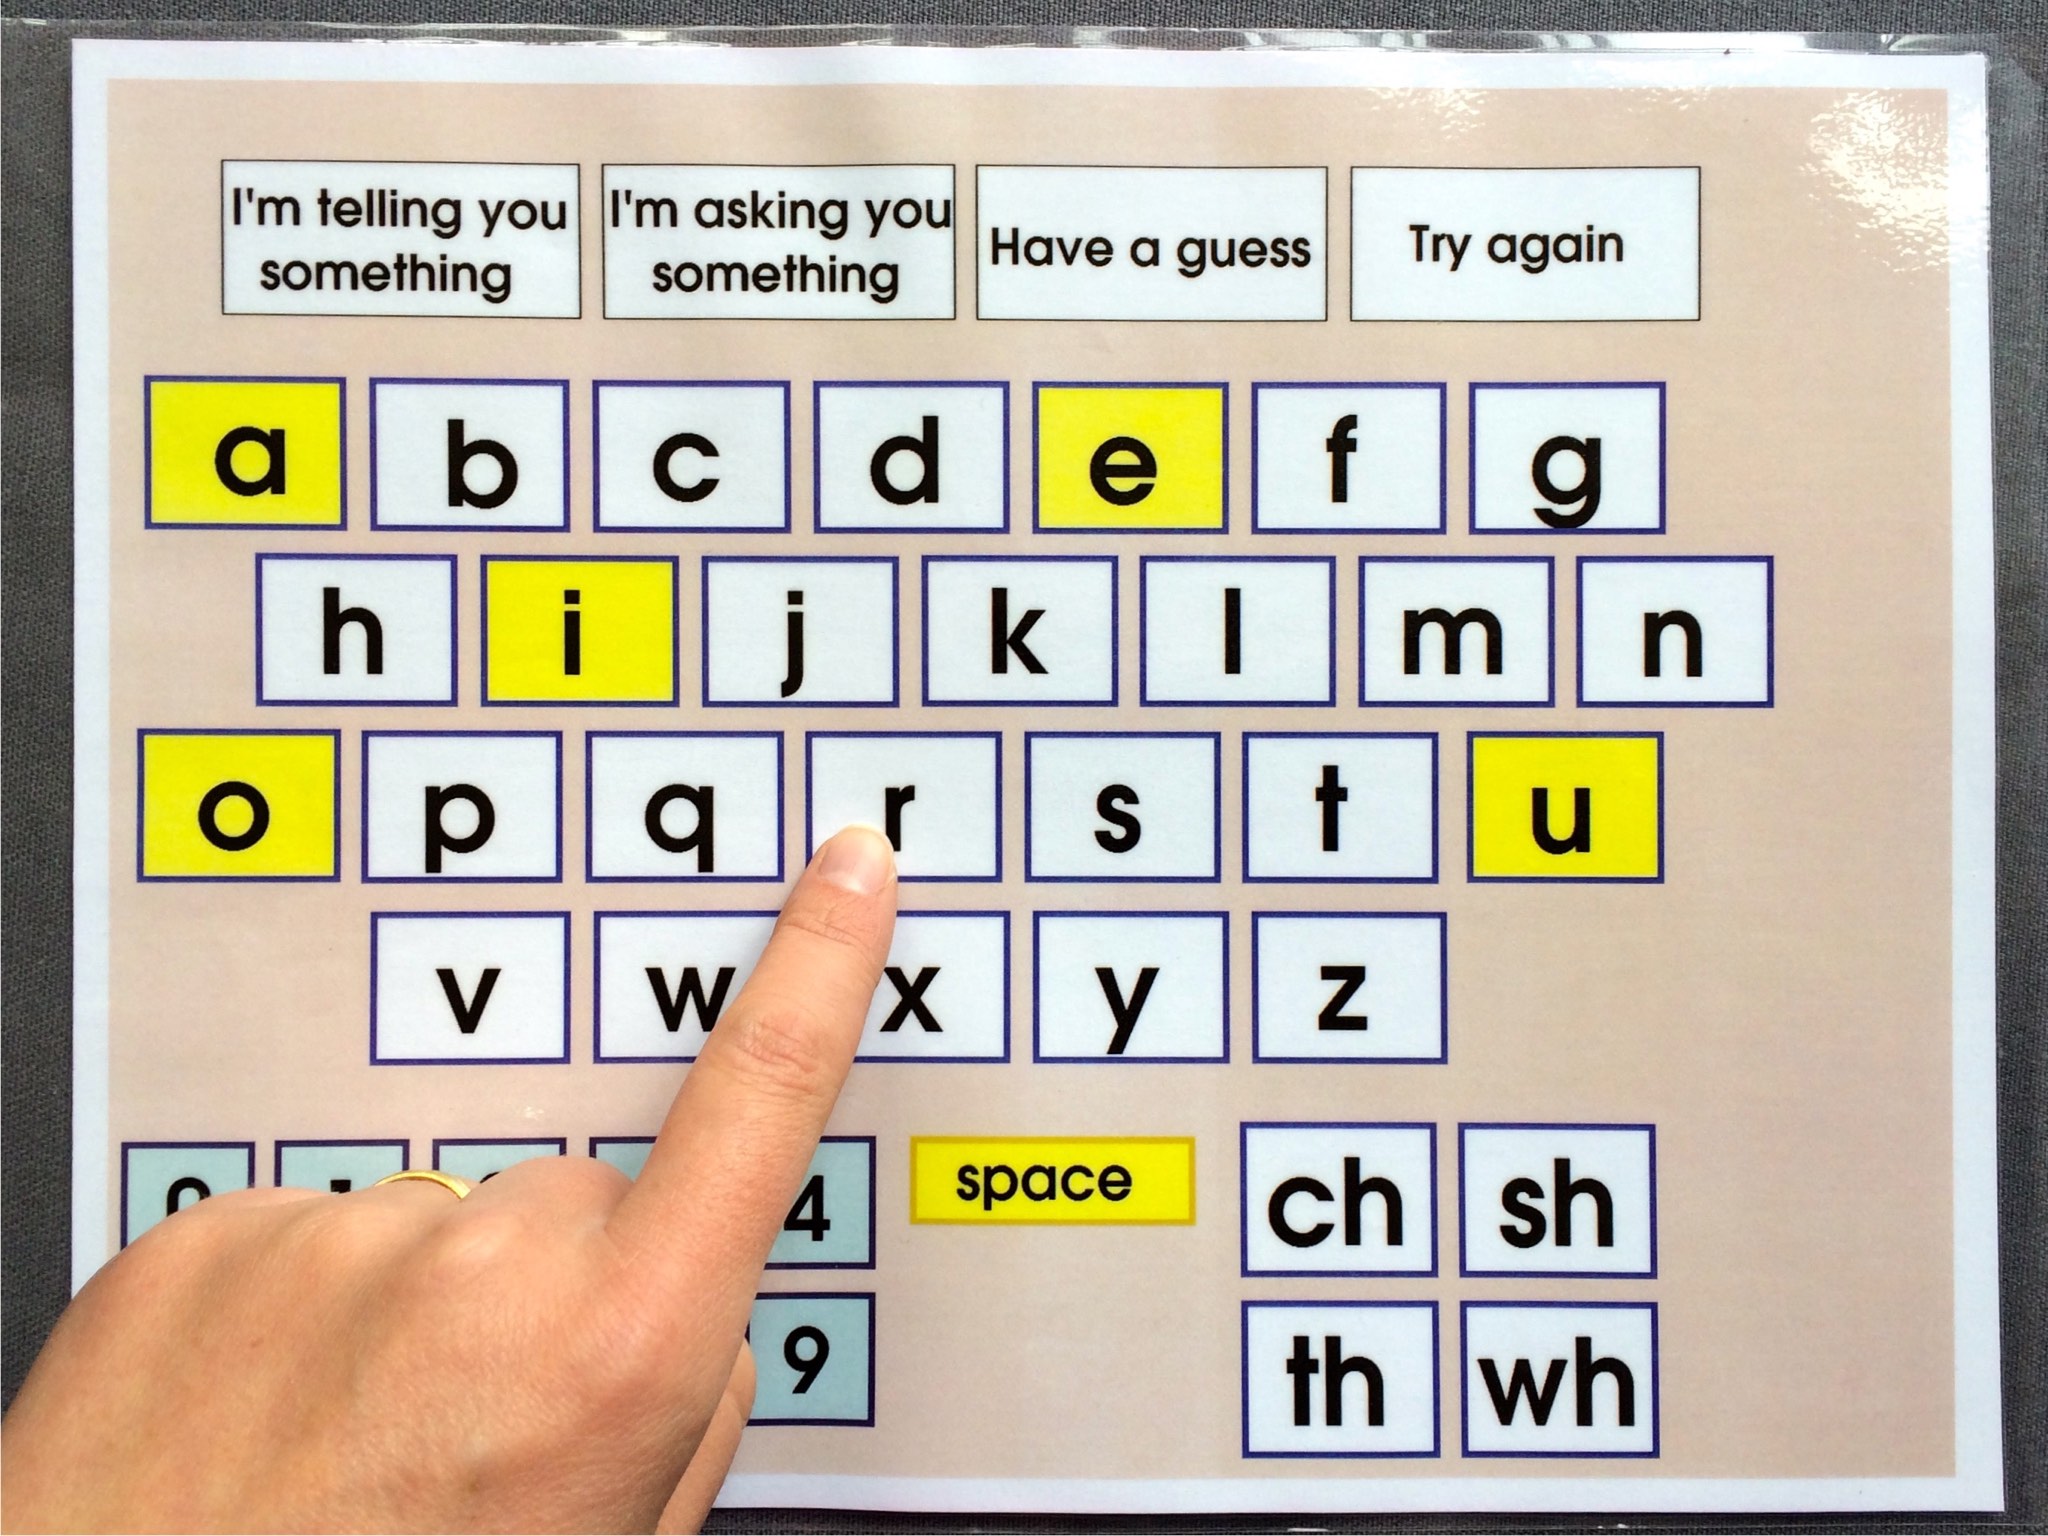 I'm telling you
something
I'm asking you
something
Have a guess
Try again
a b c d e f g
h i j k l m n
o p q r s t u
v w x y z
4 space ch sh
9 th wh